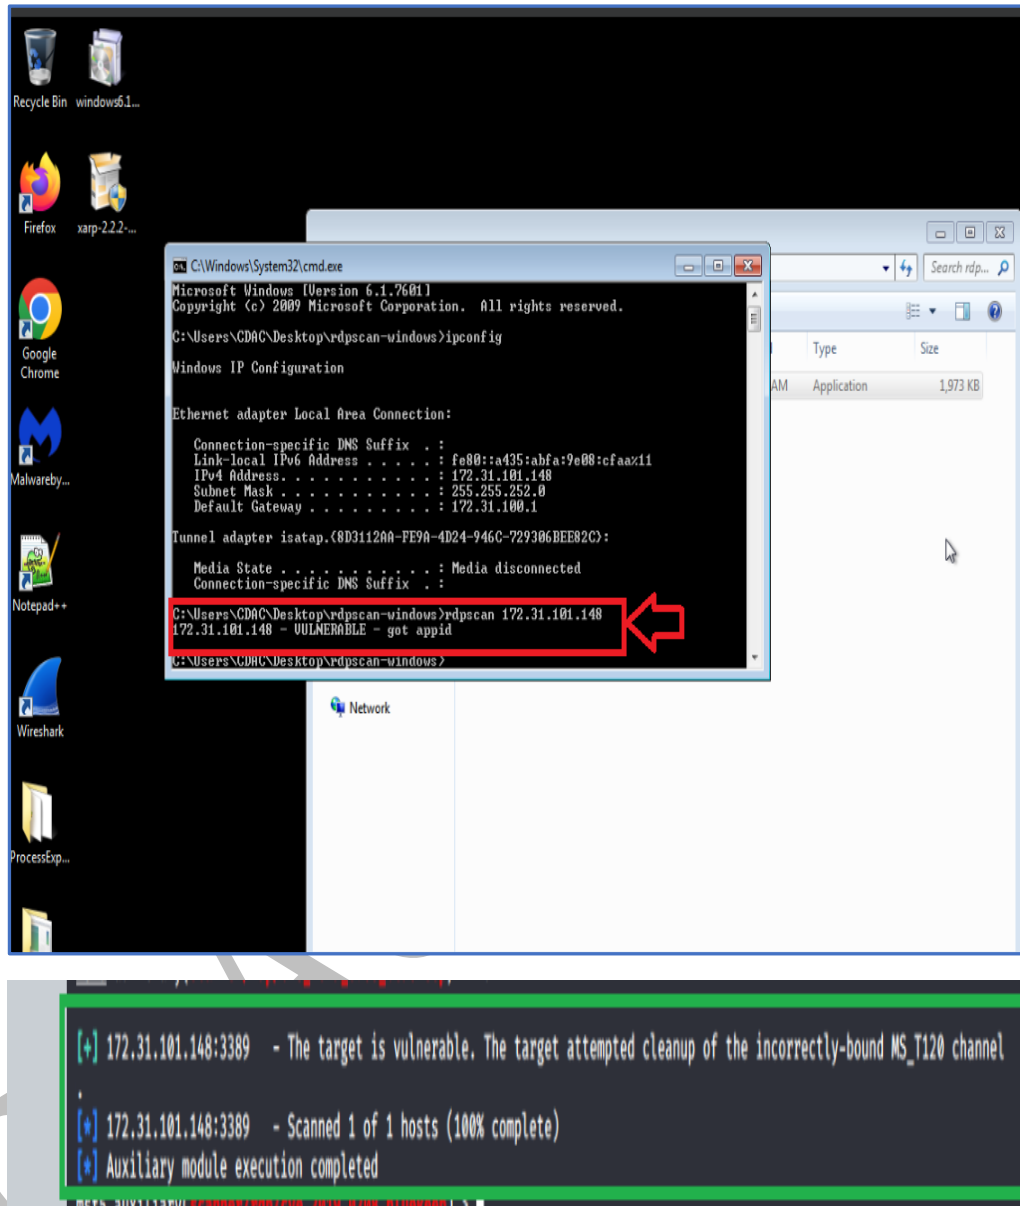 Recycle Bin windows6.1...
Firefox xarp-2.2.2-...
Google
Chrome
Malwareby...
Notepad++
Wireshark
ProcessExp...
Search rdp...
Type Size
AM Application 1,973 KB
Network
C:\Windows\System32\cmd.exe
Microsoft Windows [Version 6.1.7601]
Copyright (c) 2009 Microsoft Corporation. All rights reserved.
C:\Users\CDAC\Desktop\rdpscan-windows>ipconfig
Windows IP Configuration
Ethernet adapter Local Area Connection:
Connection-specific DNS Suffix . :
Link-local IPv6 Address . . . . . : fe80::a435:abfa:9e08:cfaa%11
IPv4 Address. . . . . . . . . . . : 172.31.101.148
Subnet Mask . . . . . . . . . . . : 255.255.252.0
Default Gateway . . . . . . . . . : 172.31.100.1
Tunnel adapter isatap.{8D3112AA-FE9A-4D24-946C-729306BEE82C}:
Media State . . . . . . . . . . . : Media disconnected
Connection-specific DNS Suffix . :
C:\Users\CDAC\Desktop\rdpscan-windows>rdpscan 172.31.101.148
172.31.101.148 - VULNERABLE - got appid
C:\Users\CDAC\Desktop\rdpscan-windows>
[+] 172.31.101.148:3389 - The target is vulnerable. The target attempted cleanup of the incorrectly-bound MS_T120 channel
.
[*] 172.31.101.148:3389 - Scanned 1 of 1 hosts (100% complete)
[*] Auxiliary module execution completed